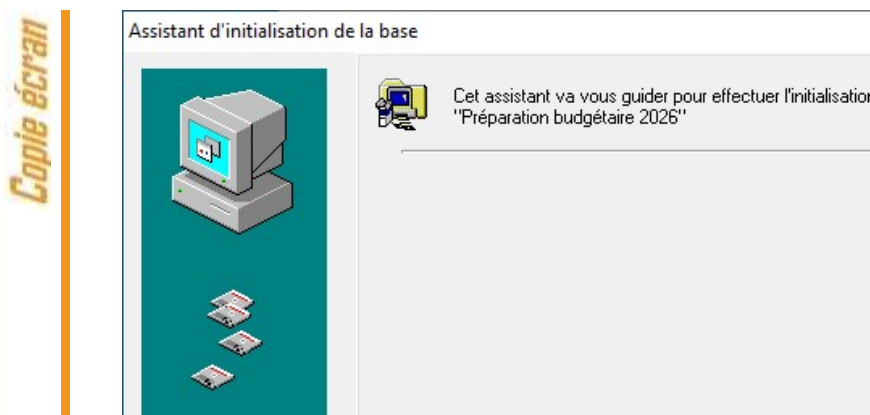 Copie écran
Assistant d'initialisation de la base
Cet assistant va vous guider pour effectuer l'initialisation
"Préparation budgétaire 2026"